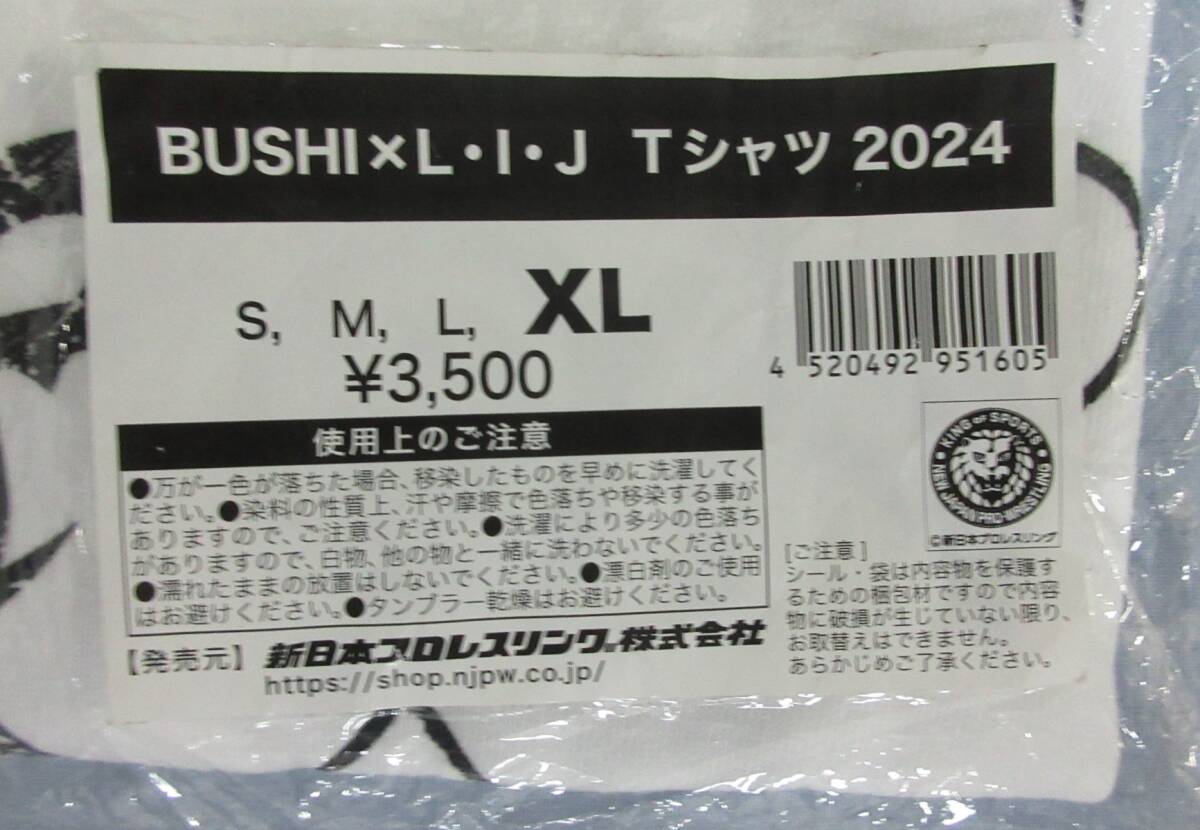 BUSHI×L・I・J Tシャツ 2024
S, M, L, XL
¥3,500
4 520492 951605
使用上のご注意
●万が一色が落ちた場合、移染したものを早めに洗濯してく
ださい。●染料の性質上、汗や摩擦で色落ちや移染する事が
ありますので、ご注意ください。●洗濯により多少の色落ち
がありますので、白物、他の物と一緒に洗わないでください。
●濡れたままの放置はしないでください。●漂白剤のご使用
はお避けください。●タンブラー乾燥はお避けください。
【発売元】 新日本プロレスリング。株式会社
https://shop.njpw.co.jp/
KING OF SPORTS
NEW JAPAN PRO-WRESTLING
©新日本プロレスリング
[ご注意]
シール・袋は内容物を保護す
るための梱包材ですので内容
物に破損が生じていない限り、
お取替えはできません。
あらかじめご了承ください。